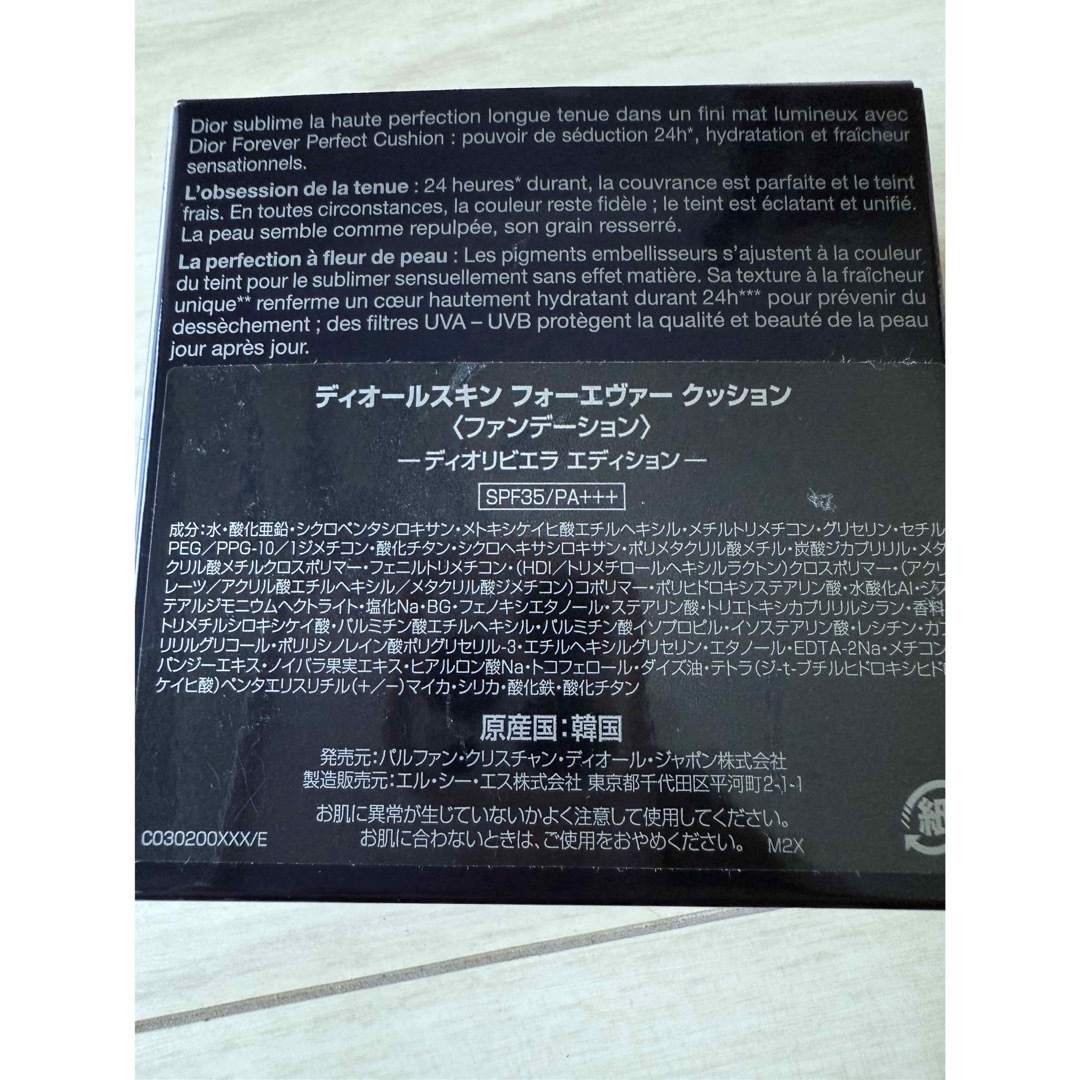 Dior sublime la haute perfection longue tenue dans un fini mat lumineux avec
Dior Forever Perfect Cushion : pouvoir de séduction 24h*, hydratation et fraîcheur
sensationnels.
L'obsession de la tenue : 24 heures* durant, la couvrance est parfaite et le teint
frais. En toutes circonstances, la couleur reste fidèle ; le teint est éclatant et unifié.
La peau semble comme repulpée, son grain resserré.
La perfection à fleur de peau : Les pigments embellisseurs s'ajustent à la couleur
du teint pour le sublimer sensuellement sans effet matière. Sa texture à la fraîcheur
unique** renferme un cœur hautement hydratant durant 24h*** pour prévenir du
dessèchement ; des filtres UVA – UVB protègent la qualité et beauté de la peau
jour après jour.
ディオールスキン フォーエヴァー クッション
〈ファンデーション〉
―ディオリビエラ エディション―
SPF35/PA+++
成分:水・酸化亜鉛・シクロペンタシロキサン・メトキシケイヒ酸エチルヘキシル・メチルトリメチコン・グリセリン・セチル
PEG/PPG-10/1ジメチコン・酸化チタン・シクロヘキサシロキサン・ポリメタクリル酸メチル・炭酸ジカプリリル・メタ
クリル酸メチルクロスポリマー・フェニルトリメチコン・(HDI/トリメチロールヘキシルラクトン)クロスポリマー・(アクリ
レーツ/アクリル酸エチルヘキシル/メタクリル酸ジメチコン)コポリマー・ポリヒドロキシステアリン酸・水酸化Al・ジス
テアルジモニウムヘクトライト・塩化Na・BG・フェノキシエタノール・ステアリン酸・トリエトキシカプリリルシラン・香料
トリメチルシロキシケイ酸・パルミチン酸エチルヘキシル・パルミチン酸イソプロピル・イソステアリン酸・レシチン・カプ
リリルグリコール・ポリリシノレイン酸ポリグリセリル-3・エチルヘキシルグリセリン・エタノール・EDTA-2Na・メチコン
パンジーエキス・ノイバラ果実エキス・ヒアルロン酸Na・トコフェロール・ダイズ油・テトラ(ジ-t-ブチルヒドロキシヒド
ケイヒ酸)ペンタエリスリチル(+/−)マイカ・シリカ・酸化鉄・酸化チタン
原産国:韓国
発売元:パルファン・クリスチャン・ディオール・ジャポン株式会社
製造販売元:エル・シー・エス株式会社 東京都千代田区平河町2-1-1
お肌に異常が生じていないかよく注意して使用してください。
お肌に合わないときは、ご使用をおやめください。 M2X
C030200XXX/E
紙